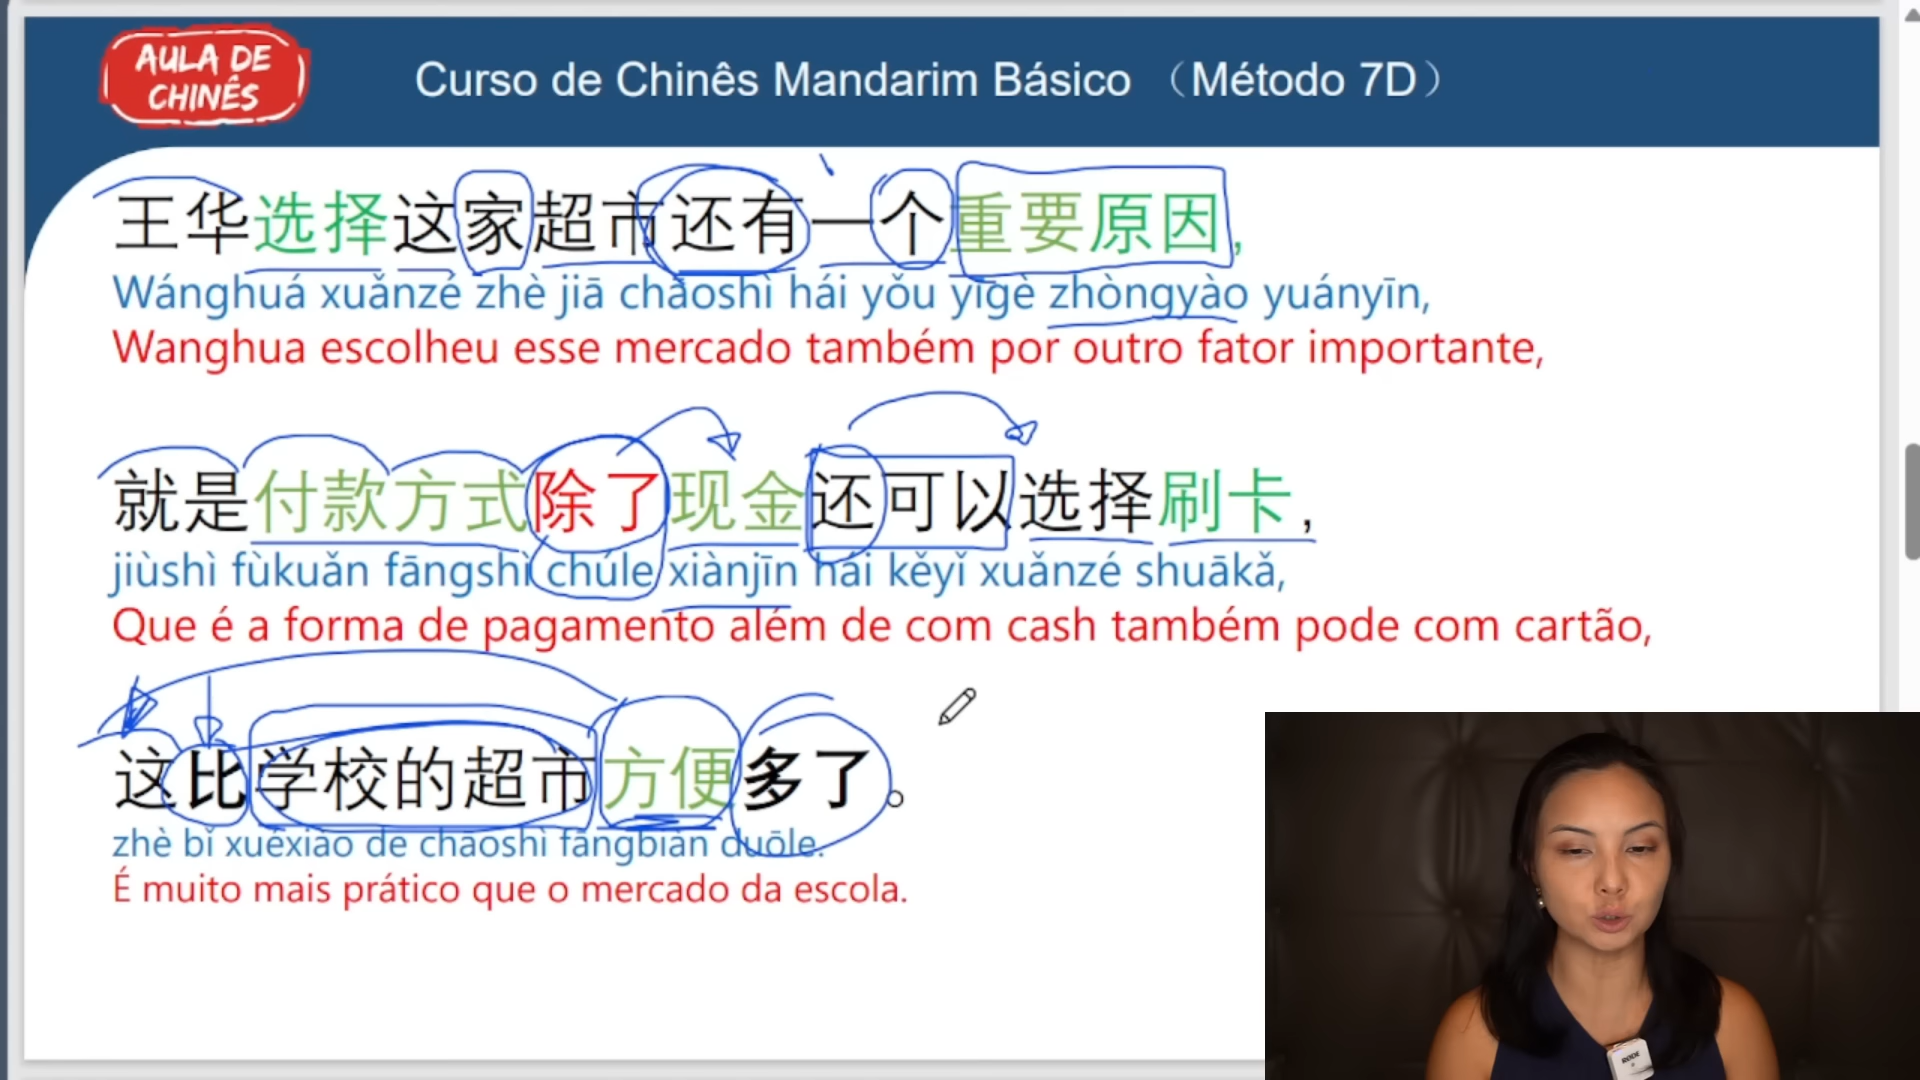 AULA DE
CHINÊS
Curso de Chinês Mandarim Básico （Método 7D）
王华选择这家超市还有一个重要原因,
Wánghuá xuǎnzé zhè jiā chāoshì hái yǒu yīgè zhòngyào yuányīn,
Wanghua escolheu esse mercado também por outro fator importante,
就是付款方式除了现金还可以选择刷卡,
jiùshì fùkuǎn fāngshì chúle xiànjīn hái kěyǐ xuǎnzé shuākǎ,
Que é a forma de pagamento além de com cash também pode com cartão,
这比学校的超市方便多了。
zhè bǐ xuéxiào de chāoshì fāngbiàn duōle.
É muito mais prático que o mercado da escola.
RODE